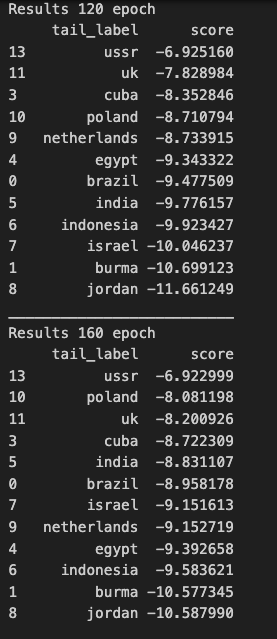 Results 120 epoch
tail_label score
13 ussr -6.925160
11 uk -7.828984
3 cuba -8.352846
10 poland -8.710794
9 netherlands -8.733915
4 egypt -9.343322
0 brazil -9.477509
5 india -9.776157
6 indonesia -9.923427
7 israel -10.046237
1 burma -10.699123
8 jordan -11.661249
___________________________
Results 160 epoch
tail_label score
13 ussr -6.922999
10 poland -8.081198
11 uk -8.200926
3 cuba -8.722309
5 india -8.831107
0 brazil -8.958178
7 israel -9.151613
9 netherlands -9.152719
4 egypt -9.392658
6 indonesia -9.583621
1 burma -10.577345
8 jordan -10.587990